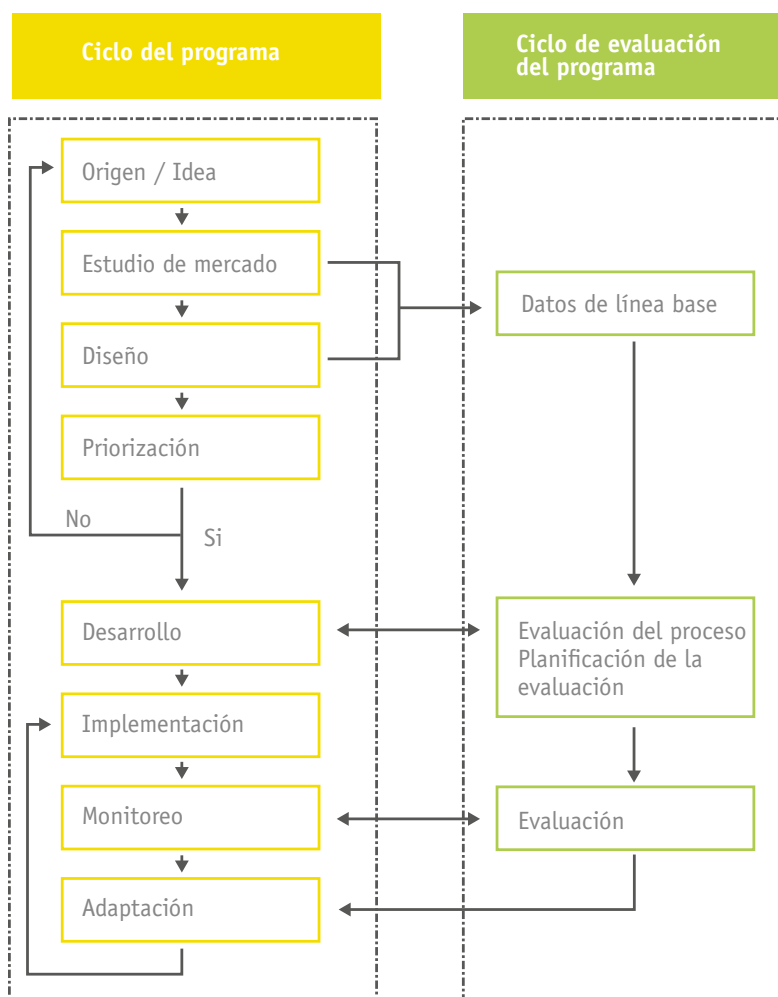 Ciclo del programa
Origen / Idea
Estudio de mercado
Diseño
Priorización
No
Si
Desarrollo
Implementación
Monitoreo
Adaptación
Ciclo de evaluación
del programa
Datos de línea base
Evaluación del proceso
Planificación de la
evaluación
Evaluación